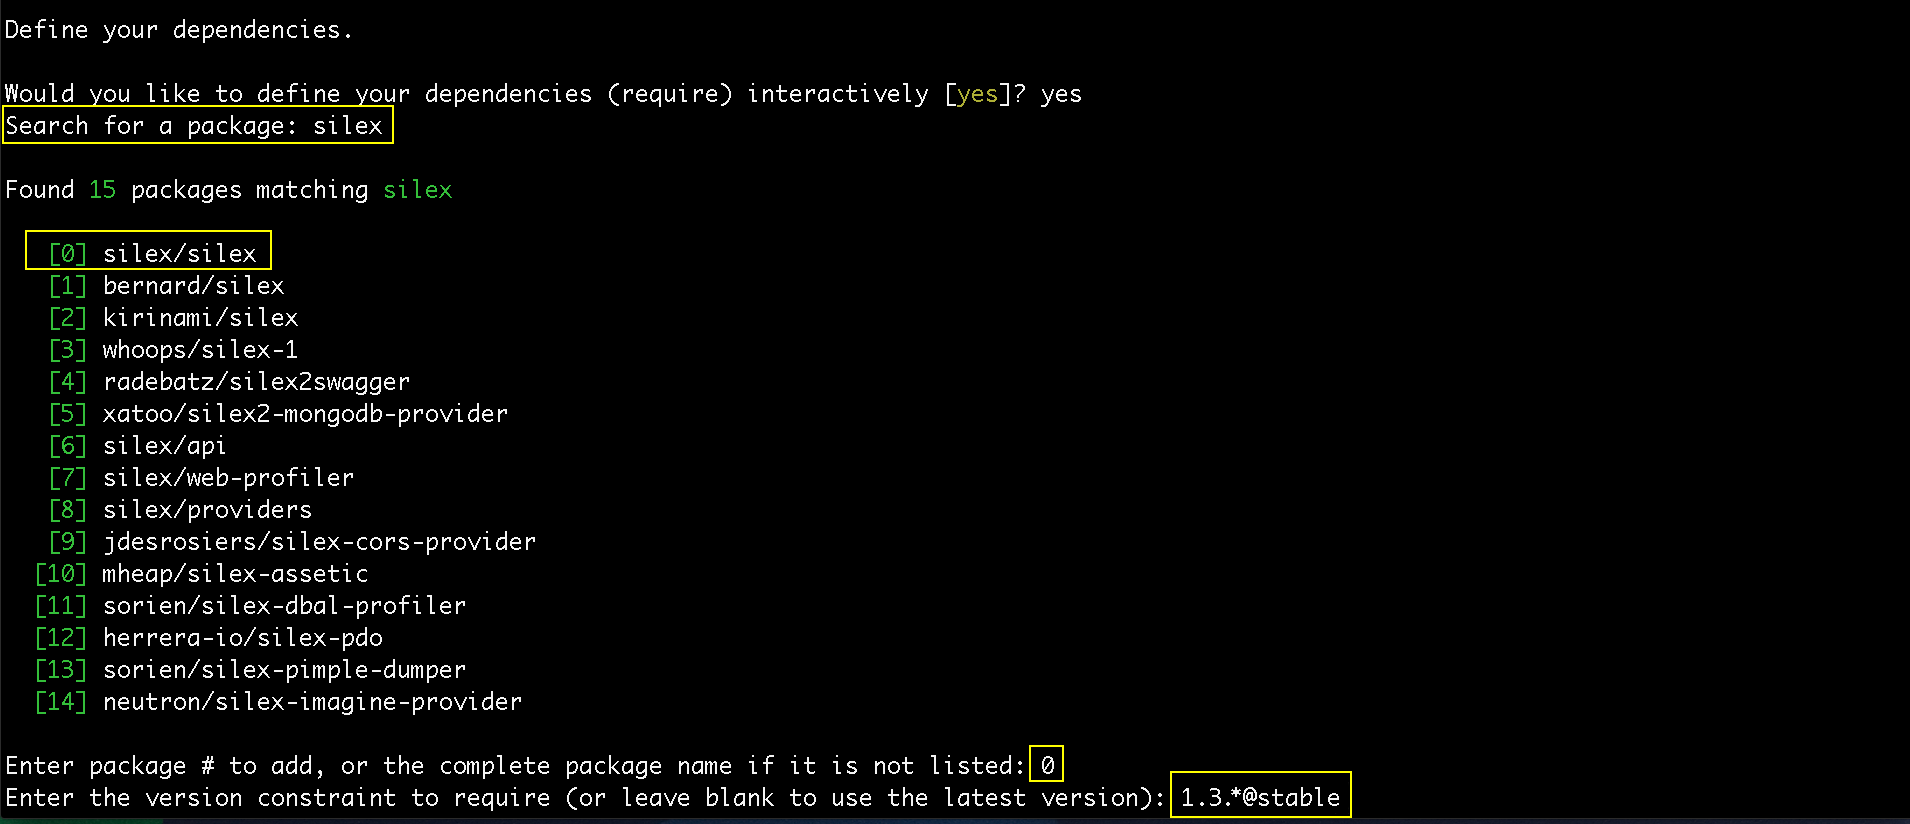 Define your dependencies.
Would you like to define your dependencies (require) interactively [yes]? yes
Search for a package: silex
Found 15 packages matching silex
[0] silex/silex
[1] bernard/silex
[2] kirinami/silex
[3] whoops/silex-1
[4] radebatz/silex2swagger
[5] xatoo/silex2-mongodb-provider
[6] silex/api
[7] silex/web-profiler
[8] silex/providers
[9] jdesrosiers/silex-cors-provider
[10] mheap/silex-assetic
[11] sorien/silex-dbal-profiler
[12] herrera-io/silex-pdo
[13] sorien/silex-pimple-dumper
[14] neutron/silex-imagine-provider
Enter package # to add, or the complete package name if it is not listed: 0
Enter the version constraint to require (or leave blank to use the latest version): 1.3.*@stable